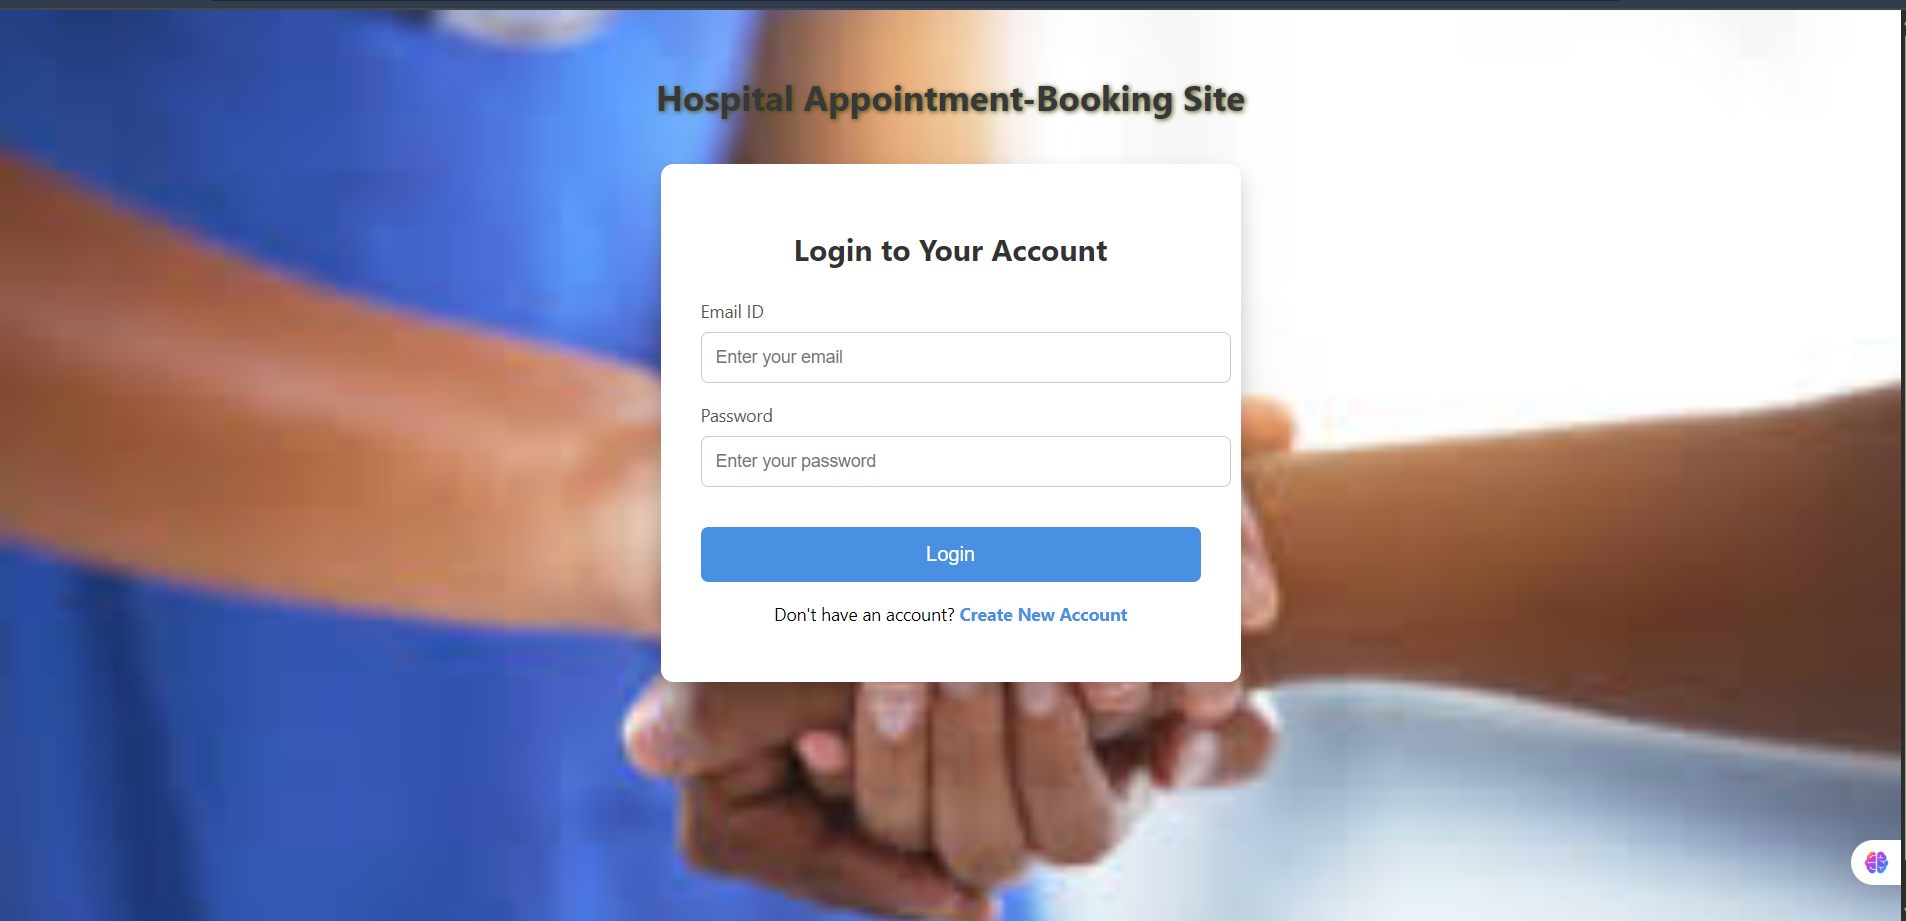 Hospital Appointment-Booking Site
Login to Your Account
Email ID
Enter your email
Password
Enter your password
Login
Don't have an account? Create New Account